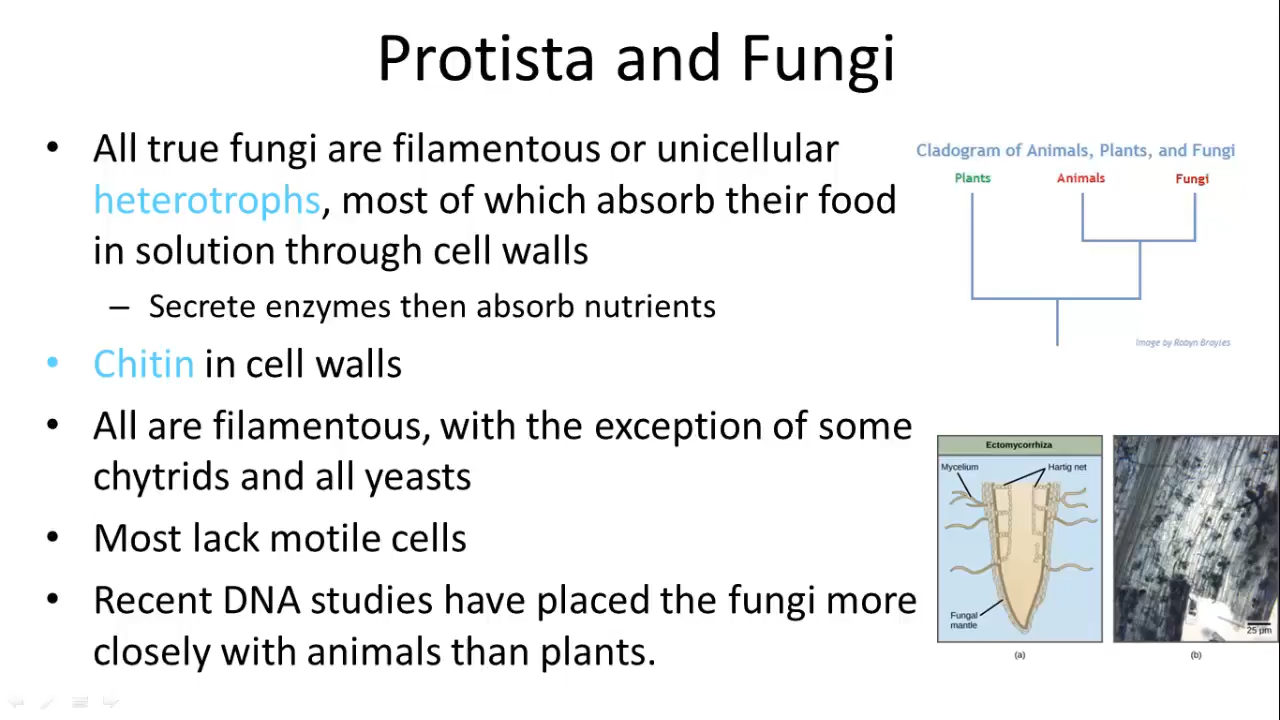 Protista and Fungi
• All true fungi are filamentous or unicellular
heterotrophs, most of which absorb their food
in solution through cell walls
– Secrete enzymes then absorb nutrients
• Chitin in cell walls
• All are filamentous, with the exception of some
chytrids and all yeasts
• Most lack motile cells
• Recent DNA studies have placed the fungi more
closely with animals than plants.
Cladogram of Animals, Plants, and Fungi
Plants Animals Fungi
Image by Robyn Broyles
Ectomycorrhiza
Mycelium Hartig net
Fungal
mantle
(a)
25 µm
(b)